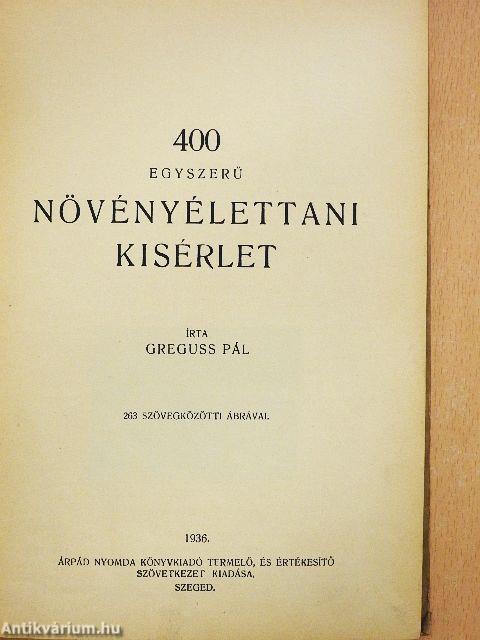 400
EGYSZERŰ
NÖVÉNYÉLETTANI
KISÉRLET
ÍRTA
GREGUSS PÁL
263 SZÖVEGKÖZÖTTI ÁBRÁVAL
1936.
ÁRPÁD NYOMDA KÖNYVKIADÓ TERMELŐ, ÉS ÉRTÉKESÍTŐ
SZÖVETKEZET KIADÁSA,
SZEGED.
Antikvárium.hu